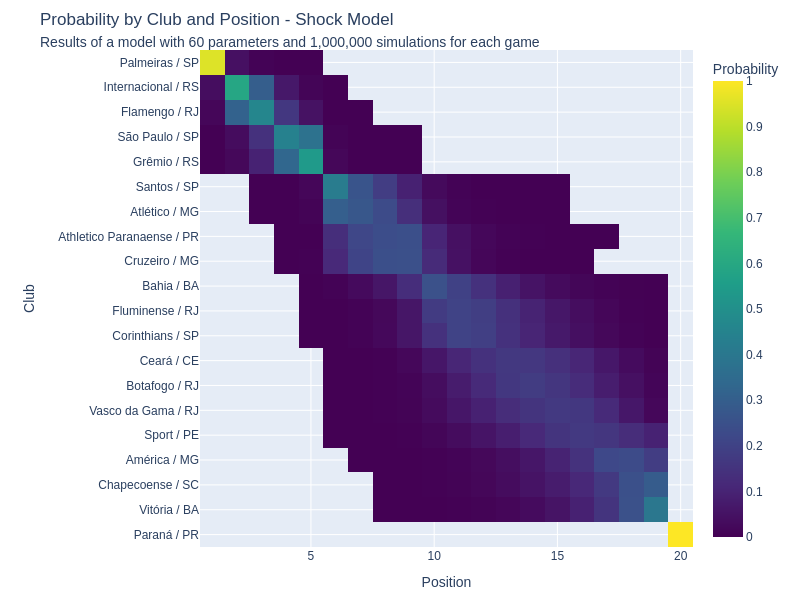 Probability by Club and Position - Shock Model
Results of a model with 60 parameters and 1,000,000 simulations for each game
Probability
Club
Palmeiras / SP
Internacional / RS
Flamengo / RJ
São Paulo / SP
Grêmio / RS
Santos / SP
Atlético / MG
Athletico Paranaense / PR
Cruzeiro / MG
Bahia / BA
Fluminense / RJ
Corinthians / SP
Ceará / CE
Botafogo / RJ
Vasco da Gama / RJ
Sport / PE
América / MG
Chapecoense / SC
Vitória / BA
Paraná / PR
5 10 15 20
Position
1
0.9
0.8
0.7
0.6
0.5
0.4
0.3
0.2
0.1
0